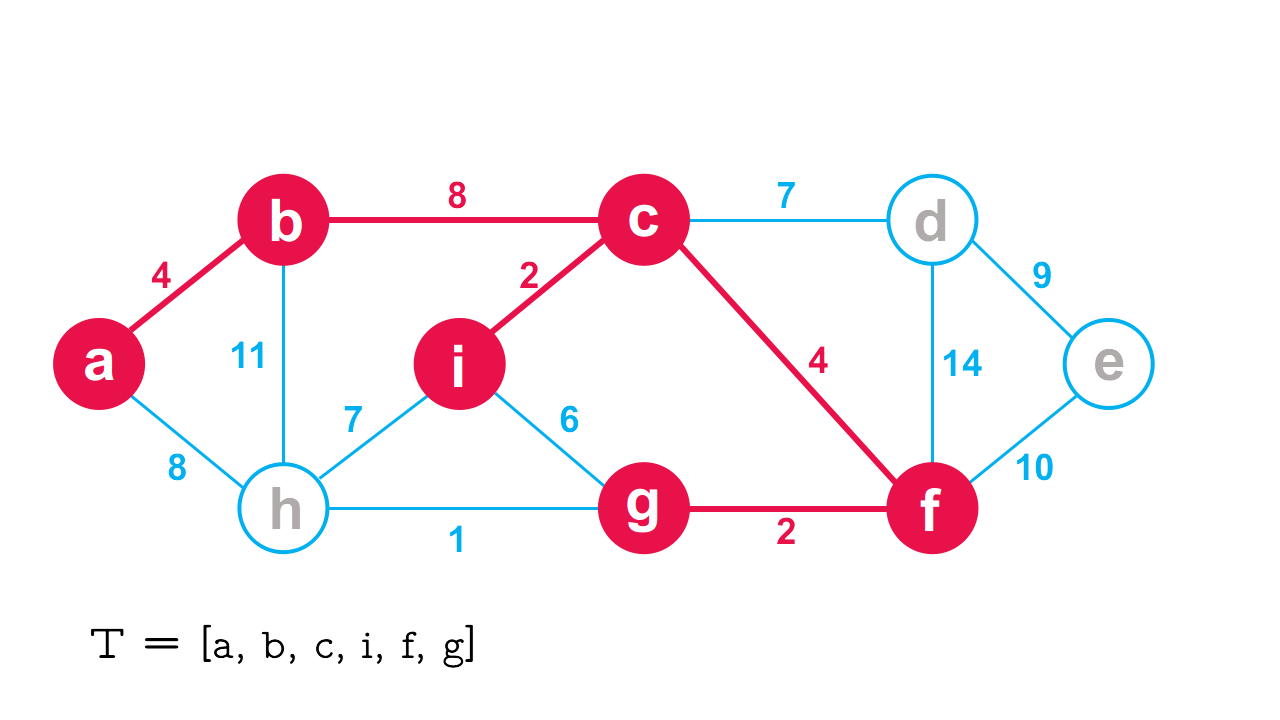 b 8 c 7 d
4 2 9
a 11 i 4 14 e
7 6
8 10
h 1 g 2 f
T = [a, b, c, i, f, g]